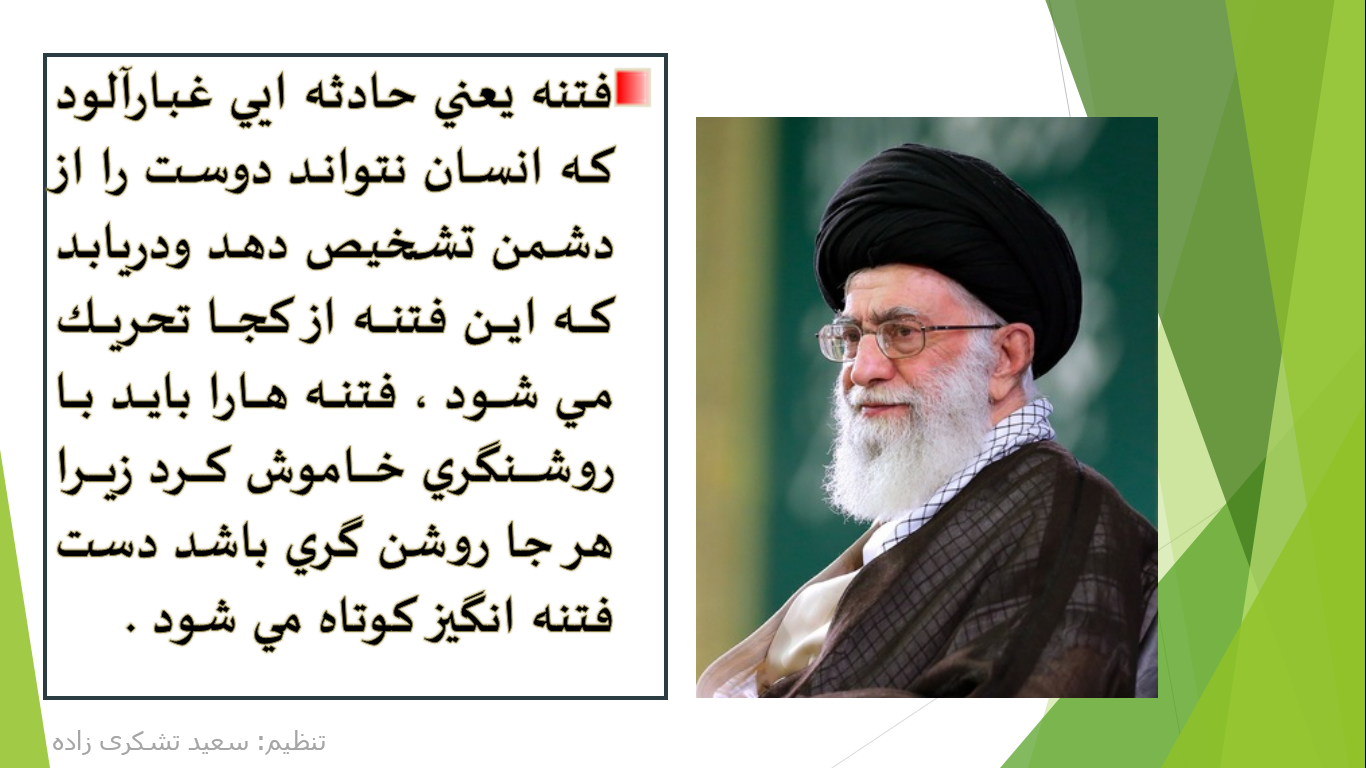 فتنه يعني حادثه ايي غبارآلود
كه انسان نتواند دوست را از
دشمن تشخيص دهد ودريابد
كه اين فتنه از كجا تحريك
مي شود ، فتنه هارا بايد با
روشنگري خاموش كرد زيرا
هر جا روشن گري باشد دست
فتنه انگيز كوتاه مي شود .
تنظیم: سعید تشکری زاده